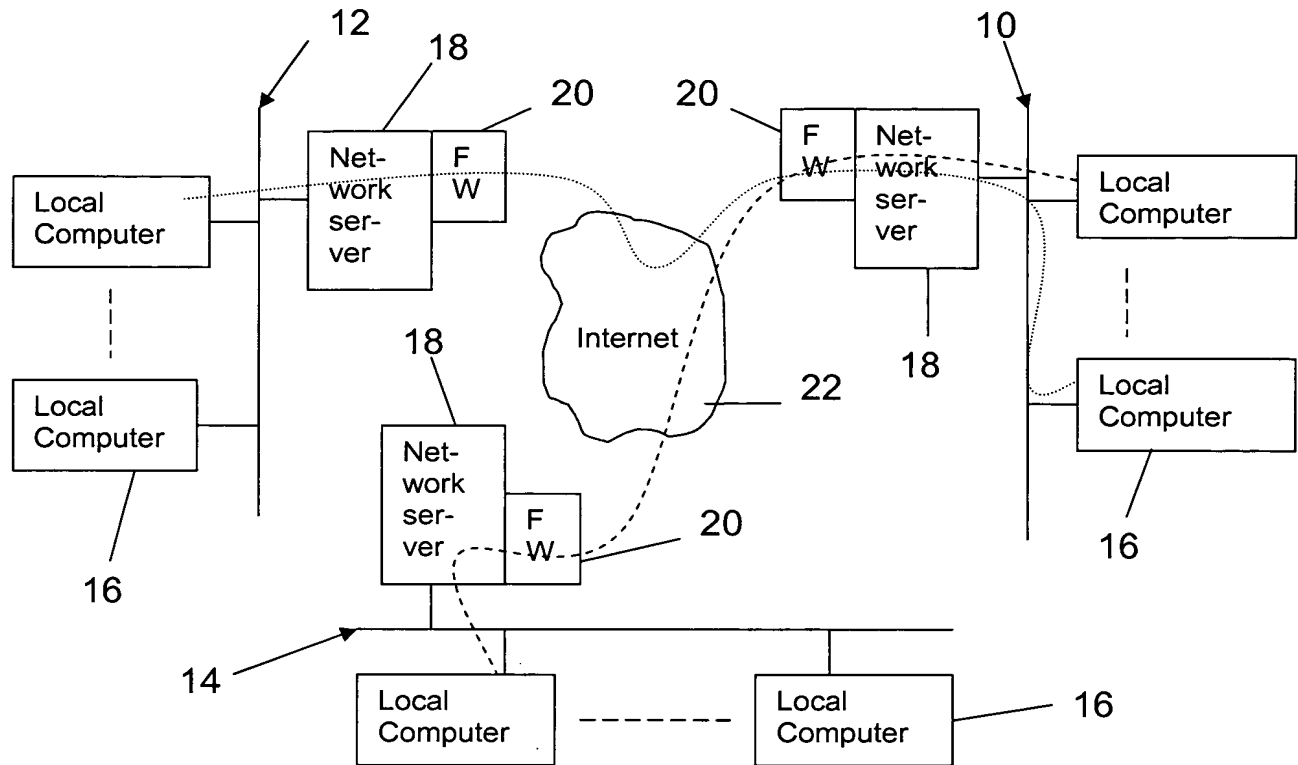 12
18
20
20
10
Net-
work
ser-
ver
F
W
F
W
Net-
work
ser-
ver
Local
Computer
Local
Computer
Internet
18
18
22
Local
Computer
Local
Computer
Net-
work
ser-
ver
F
W
20
16
16
14
Local
Computer
Local
Computer
16